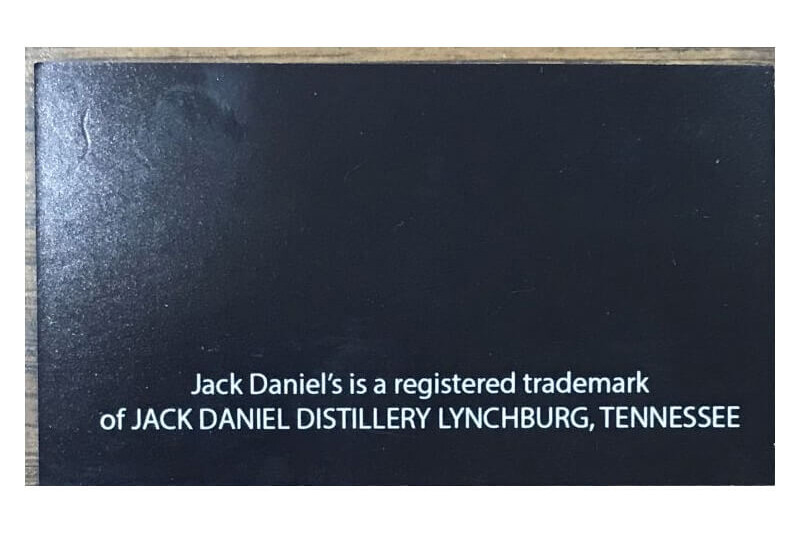 Jack Daniel’s is a registered trademark
of JACK DANIEL DISTILLERY LYNCHBURG, TENNESSEE